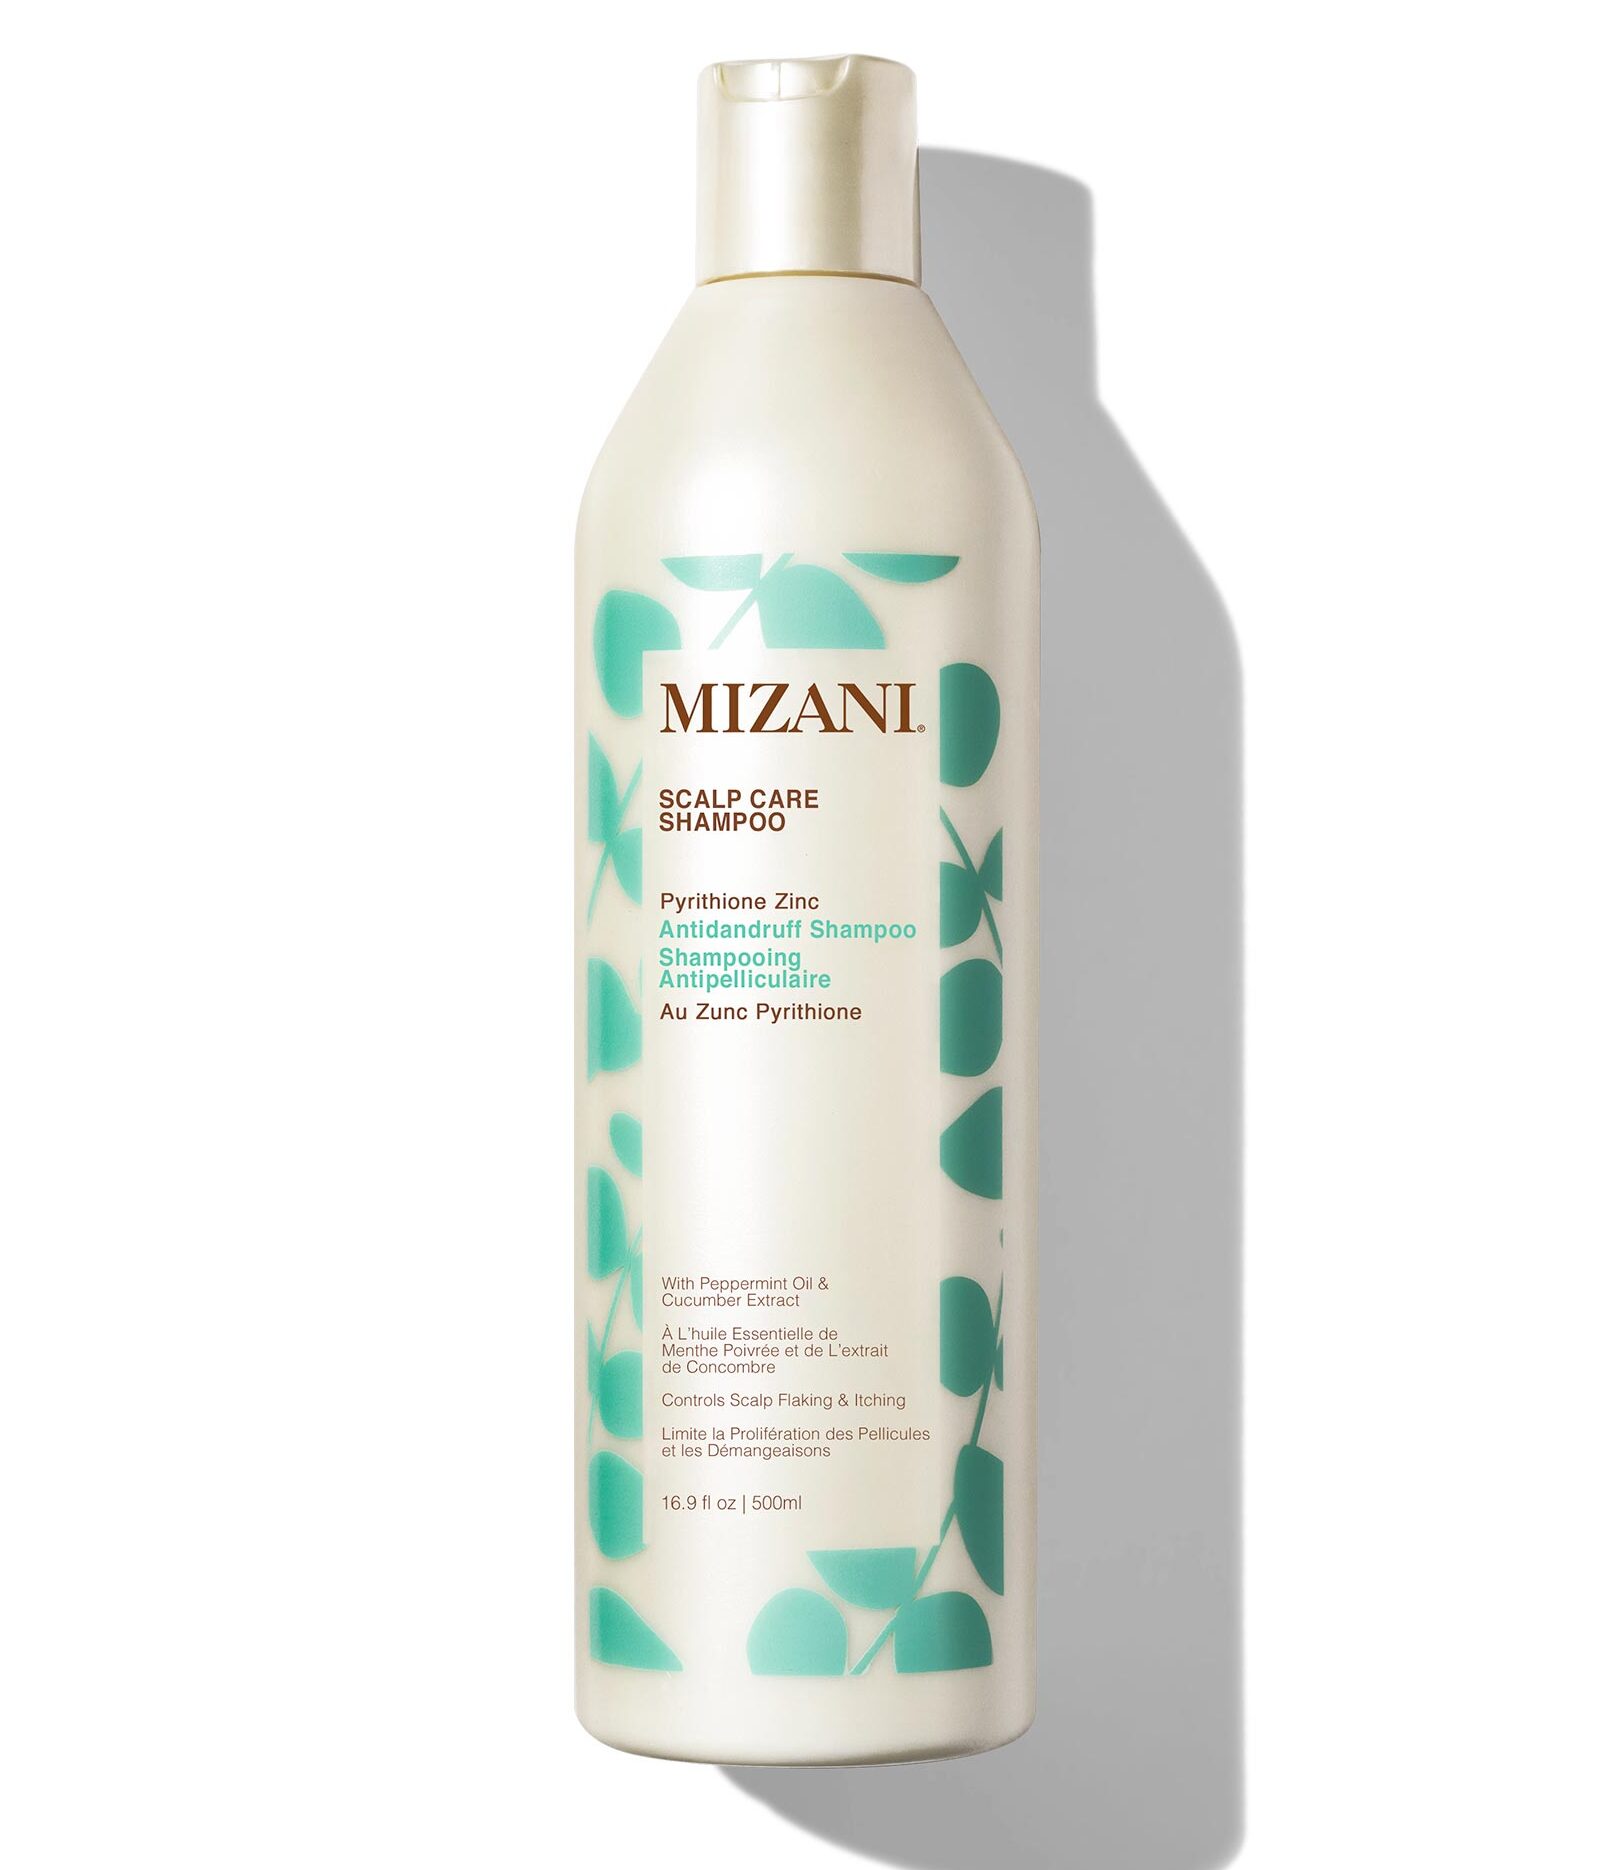 MIZANI®
SCALP CARE
SHAMPOO
Pyrithione Zinc
Antidandruff Shampoo
Shampooing
Antipelliculaire
Au Zunc Pyrithione
With Peppermint Oil &
Cucumber Extract
À L'huile Essentielle de
Menthe Poivrée et de L'extrait
de Concombre
Controls Scalp Flaking & Itching
Limite la Prolifération des Pellicules
et les Démangeaisons
16.9 fl oz | 500ml